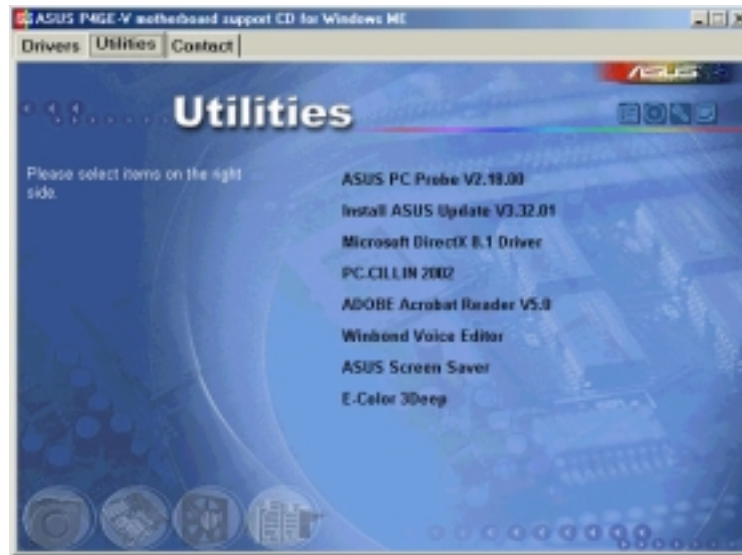 ASUS P4GE-V motherboard support CD for Windows ME
Drivers Utilities Contact
ASUS
Utilities
Please select items on the right
side.
ASUS PC Probe V2.18.00
Install ASUS Update V3.32.01
Microsoft DirectX 8.1 Driver
PC-CILLIN 2002
ADOBE Acrobat Reader V5.0
Winbond Voice Editor
ASUS Screen Saver
E-Color 3Deep